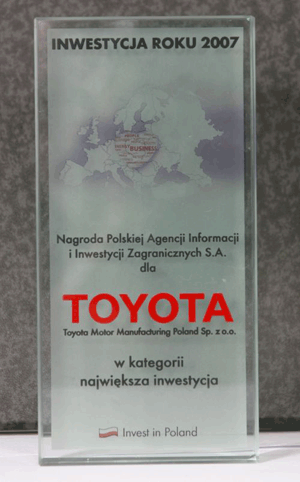 INWESTYCJA ROKU 2007
BUSINESS
Nagroda Polskiej Agencji Informacji
i Inwestycji Zagranicznych S.A.
dla
TOYOTA
Toyota Motor Manufacturing Poland Sp. z o.o.
w kategorii
największa inwestycja
Invest in Poland